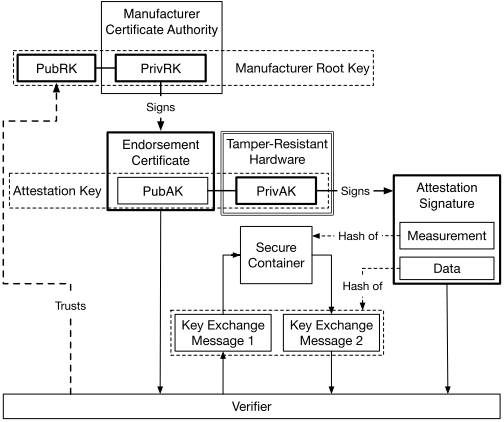 Manufacturer
Certificate Authority
PubRK
PrivRK
Manufacturer Root Key
Signs
Endorsement
Certificate
Tamper-Resistant
Hardware
Attestation Key
PubAK
PrivAK
Signs
Attestation
Signature
Measurement
Data
Hash of
Hash of
Secure
Container
Key Exchange
Message 1
Key Exchange
Message 2
Trusts
Verifier